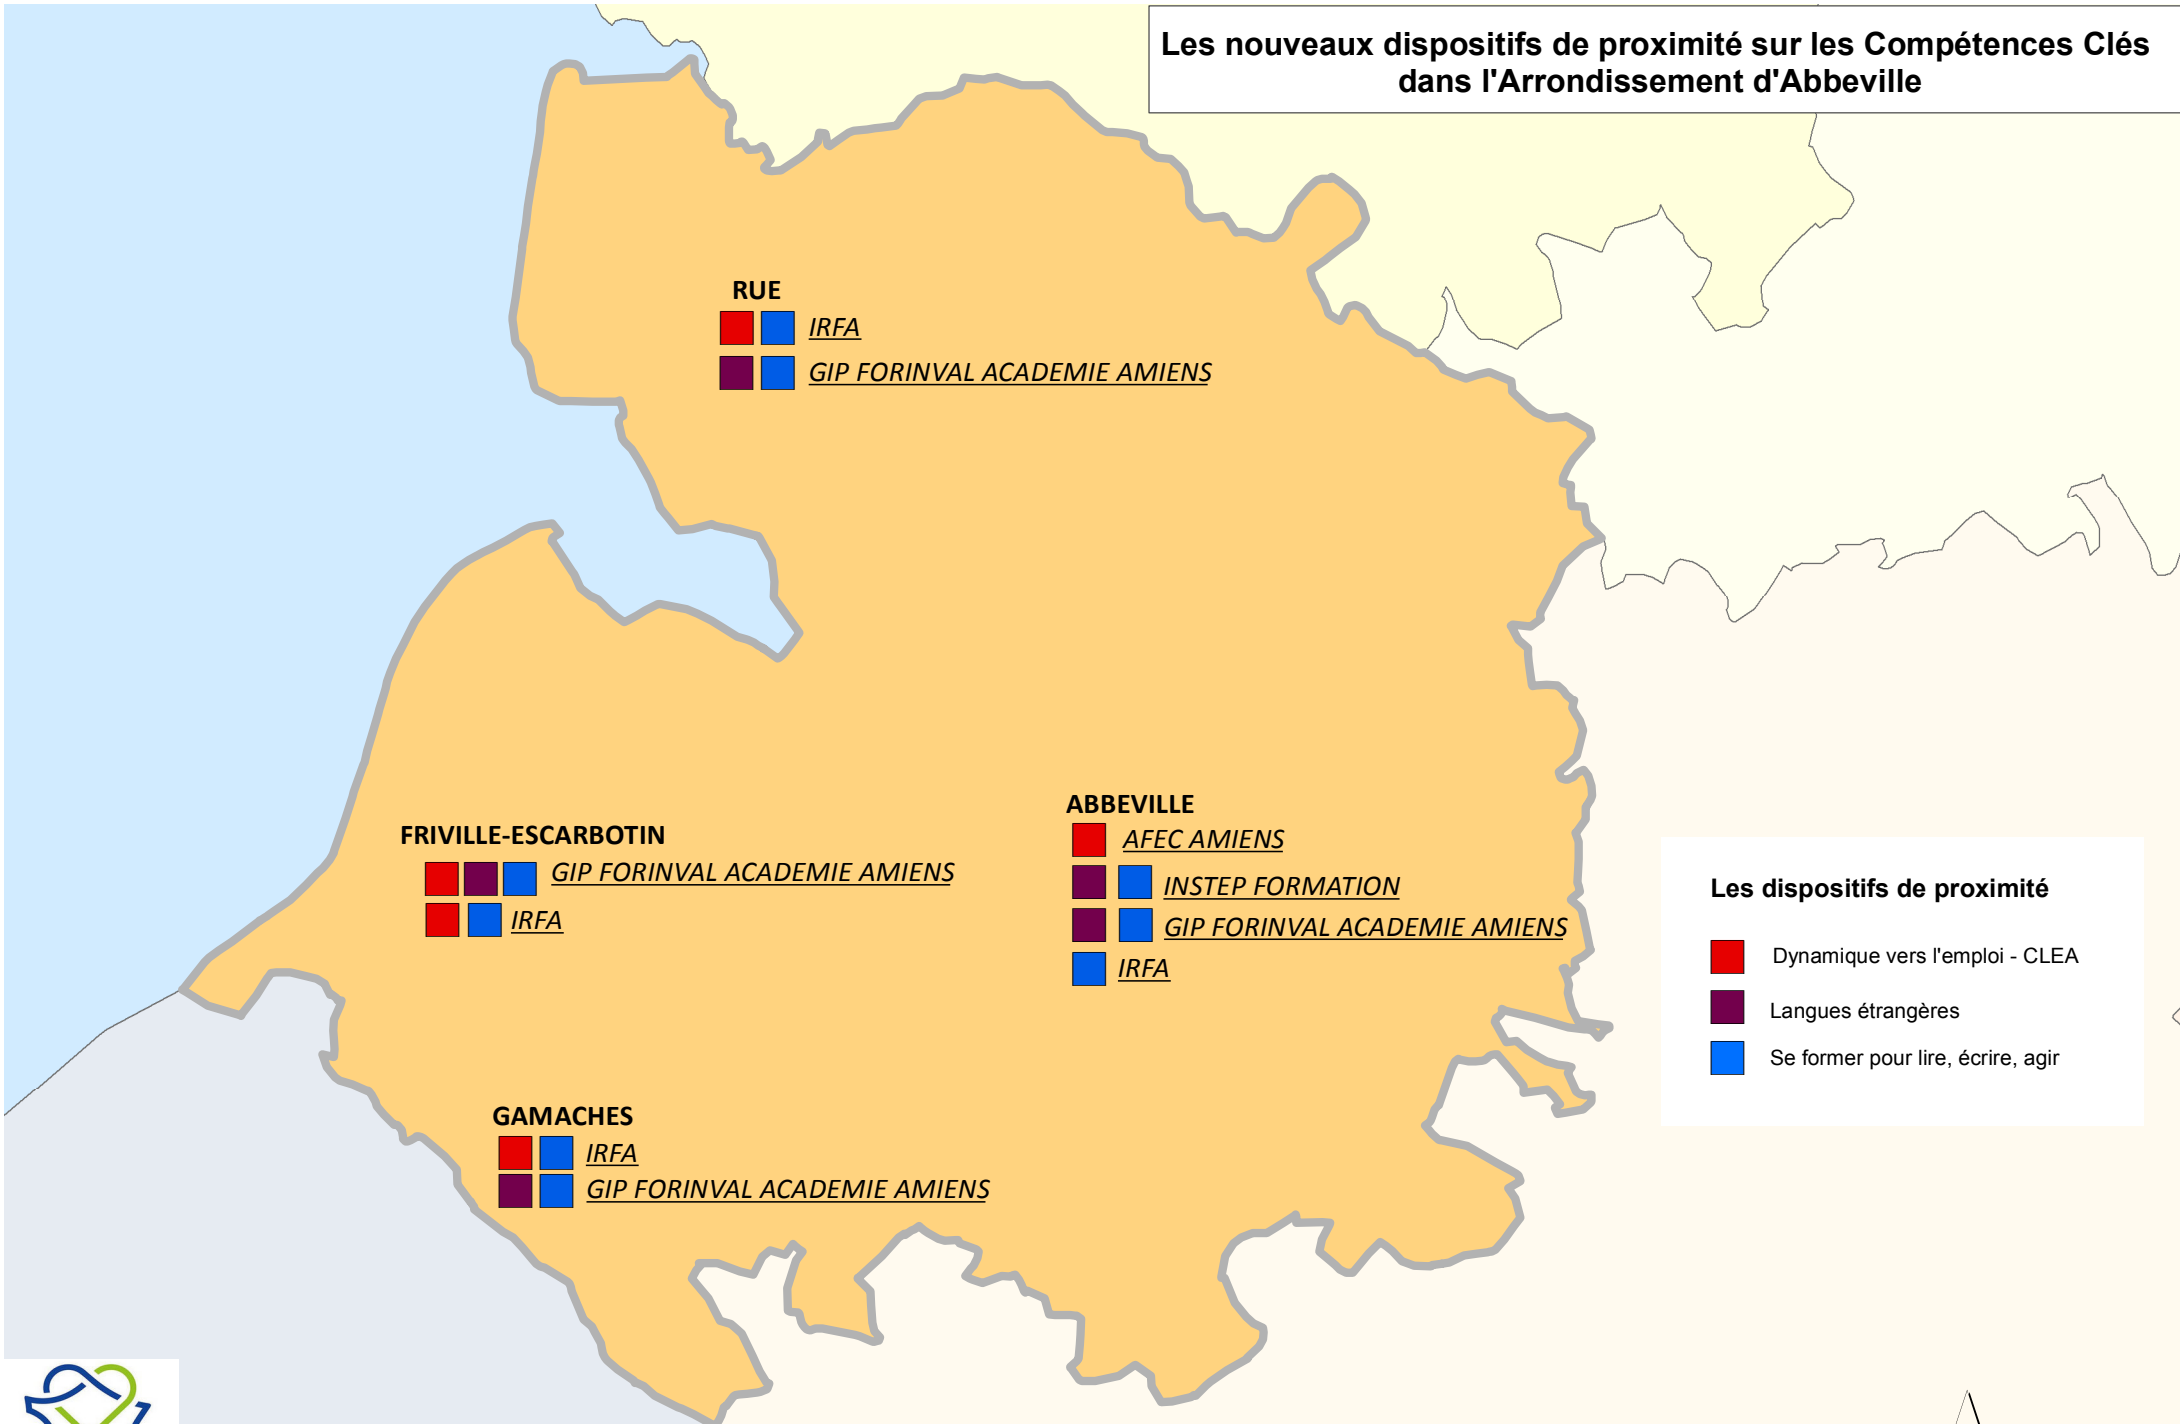 Les nouveaux dispositifs de proximité sur les Compétences Clés
dans l'Arrondissement d'Abbeville
RUE
IRFA
GIP FORINVAL ACADEMIE AMIENS
FRIVILLE-ESCARBOTIN
GIP FORINVAL ACADEMIE AMIENS
IRFA
ABBEVILLE
AFEC AMIENS
INSTEP FORMATION
GIP FORINVAL ACADEMIE AMIENS
IRFA
GAMACHES
IRFA
GIP FORINVAL ACADEMIE AMIENS
Les dispositifs de proximité
Dynamique vers l'emploi - CLEA
Langues étrangères
Se former pour lire, écrire, agir